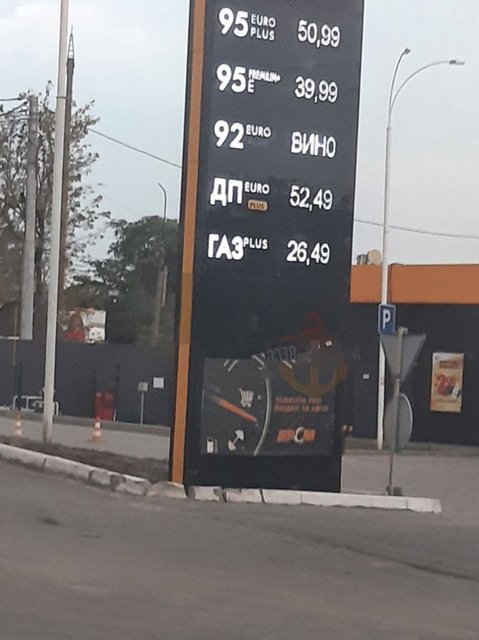 95 EURO PLUS 50,99
95 PREMIUM+ E 39,99
92 EURO PLUS ВИНО
ДП EURO PLUS 52,49
ГАЗ PLUS 26,49
P
ТУРБОТА ПРО
ЛЮДЕЙ ТА АВТО